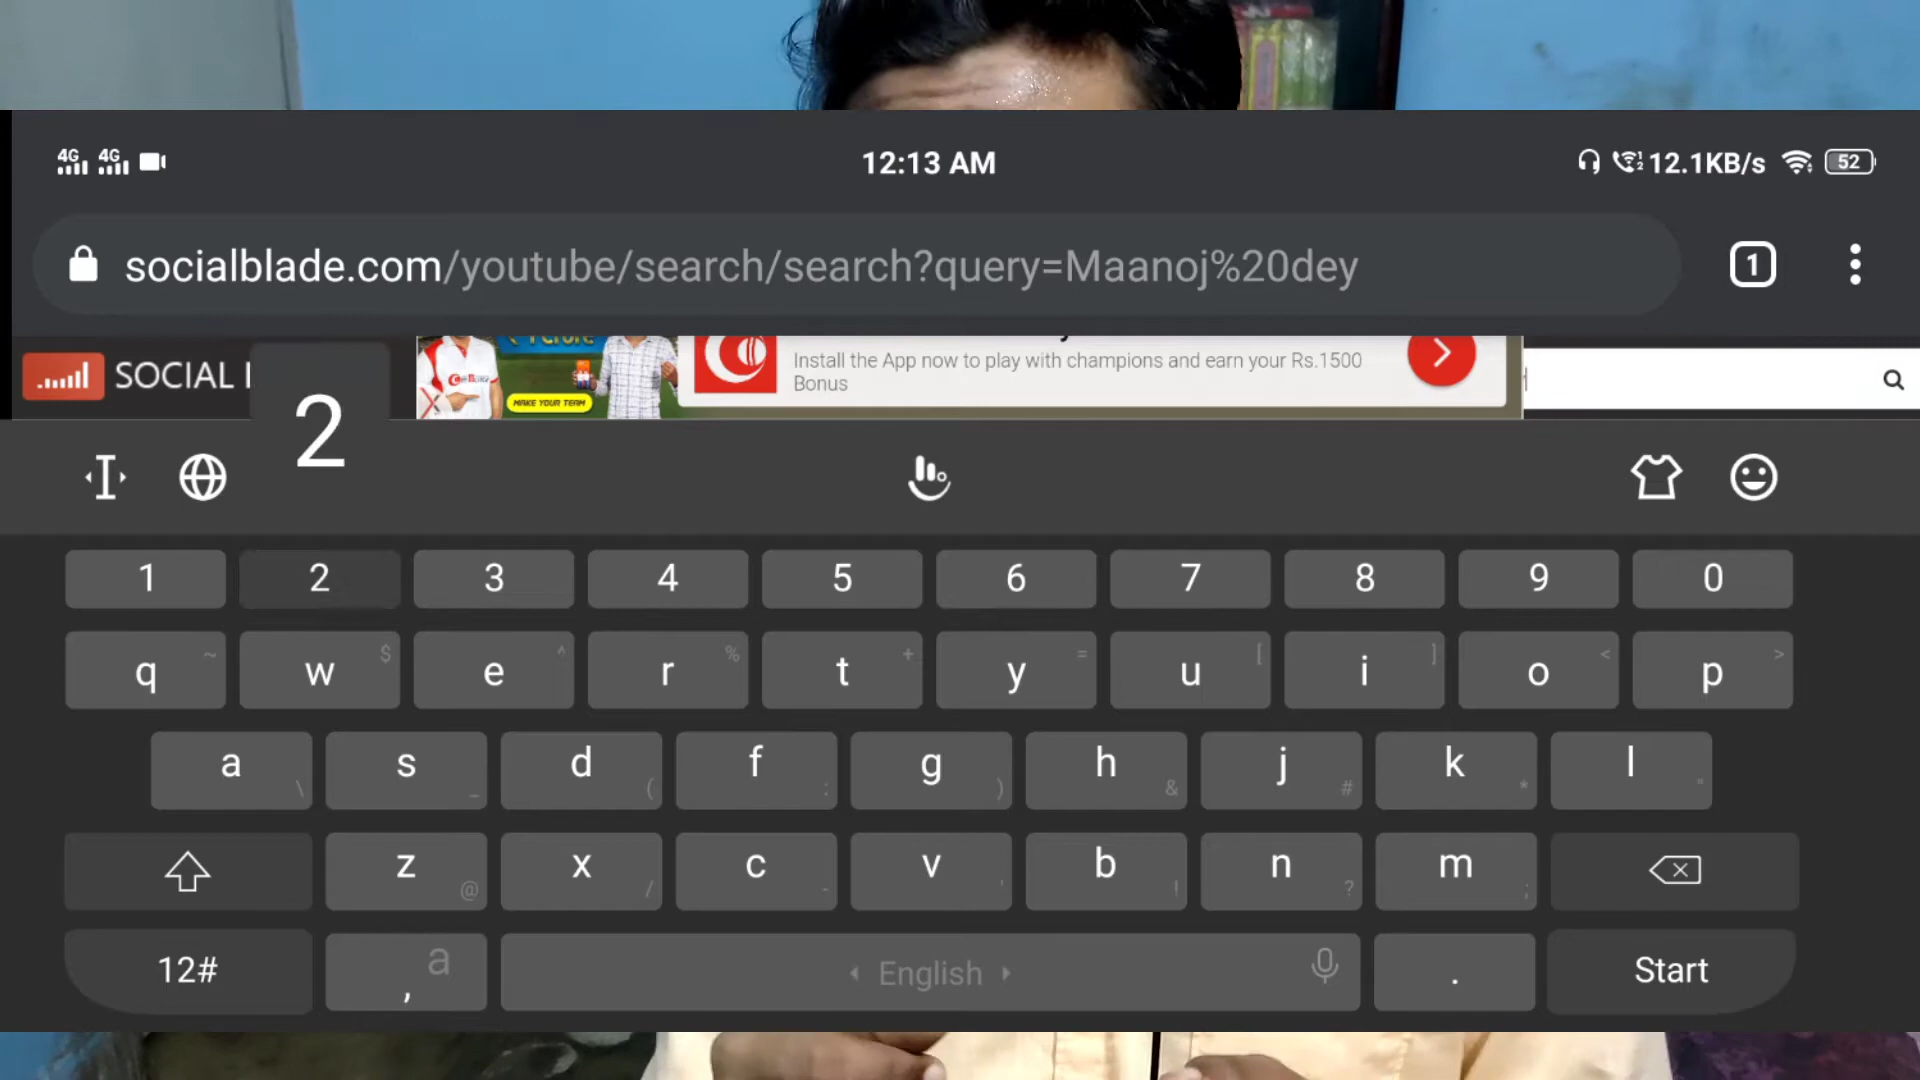 4G 4G 12:13 AM 12.1KB/s 52
socialblade.com/youtube/search/search?query=Maanoj%20dey 1
SOCIAL
MAKE YOUR TEAM
Install the App now to play with champions and earn your Rs.1500
Bonus
2
1 2 3 4 5 6 7 8 9 0
q ~ w $ e ^ r % t + y = u [ i ] o < p >
a \ s _ d ( f : g ) h & j # k * l "
z @ x / c - v ' b ! n ? m ;
12# , a English . Start